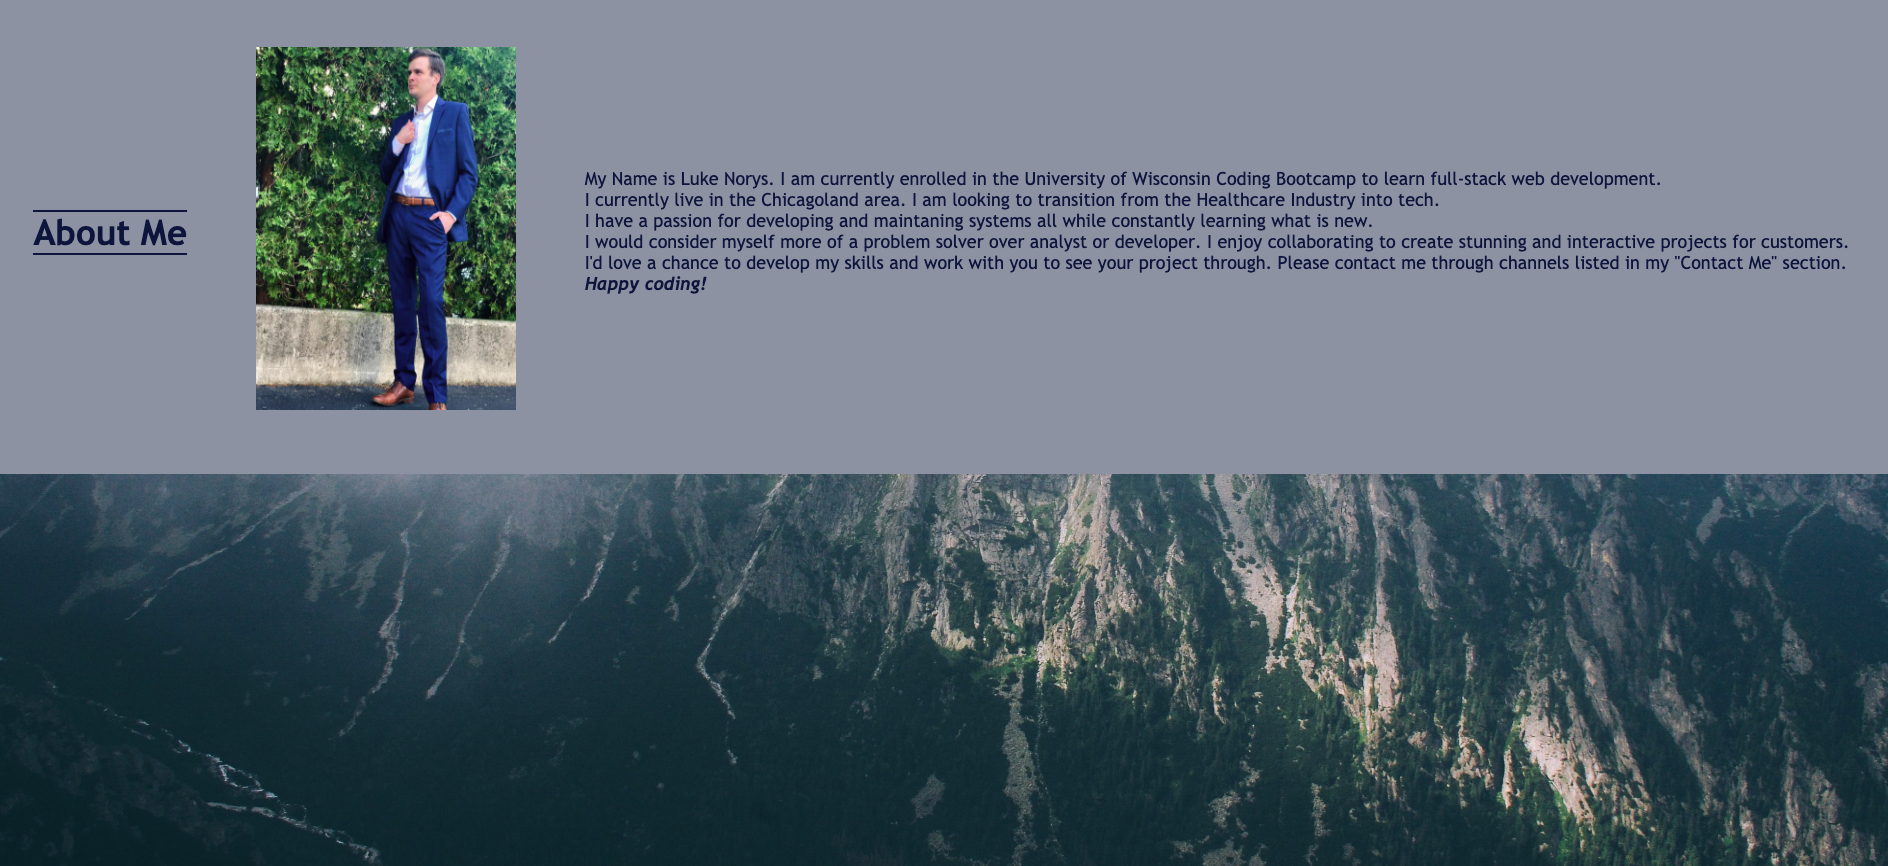 About Me
My Name is Luke Norys. I am currently enrolled in the University of Wisconsin Coding Bootcamp to learn full-stack web development.
I currently live in the Chicagoland area. I am looking to transition from the Healthcare Industry into tech.
I have a passion for developing and maintaning systems all while constantly learning what is new.
I would consider myself more of a problem solver over analyst or developer. I enjoy collaborating to create stunning and interactive projects for customers.
I'd love a chance to develop my skills and work with you to see your project through. Please contact me through channels listed in my "Contact Me" section.
Happy coding!